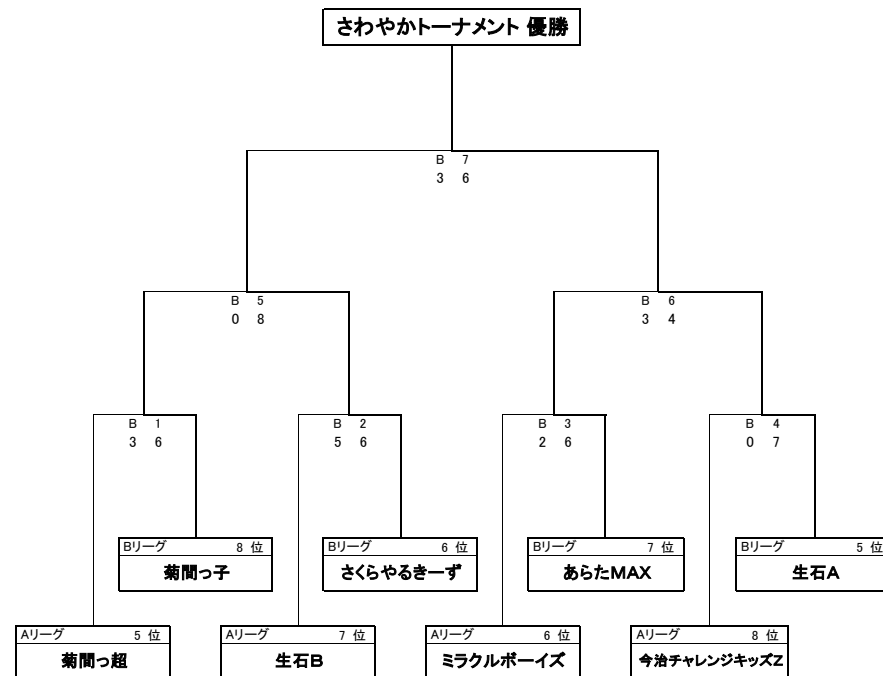 さわやかトーナメント 優勝
B 7
3 6
B 5
0 8
B 6
3 4
B 1
3 6
B 2
5 6
B 3
2 6
B 4
0 7
Bリーグ 8 位
菊間っ子
Bリーグ 6 位
さくらやるきーず
Bリーグ 7 位
あらたMAX
Bリーグ 5 位
生石A
Aリーグ 5 位
菊間っ超
Aリーグ 7 位
生石B
Aリーグ 6 位
ミラクルボーイズ
Aリーグ 8 位
今治チャレンジキッズZ